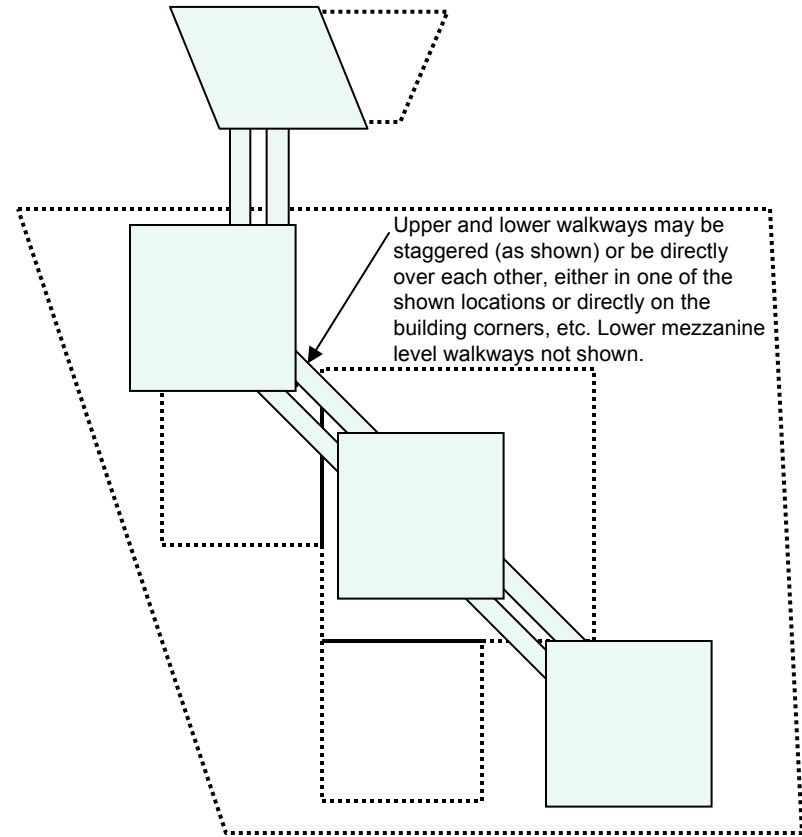 Upper and lower walkways may be
staggered (as shown) or be directly
over each other, either in one of the
shown locations or directly on the
building corners, etc. Lower mezzanine
level walkways not shown.